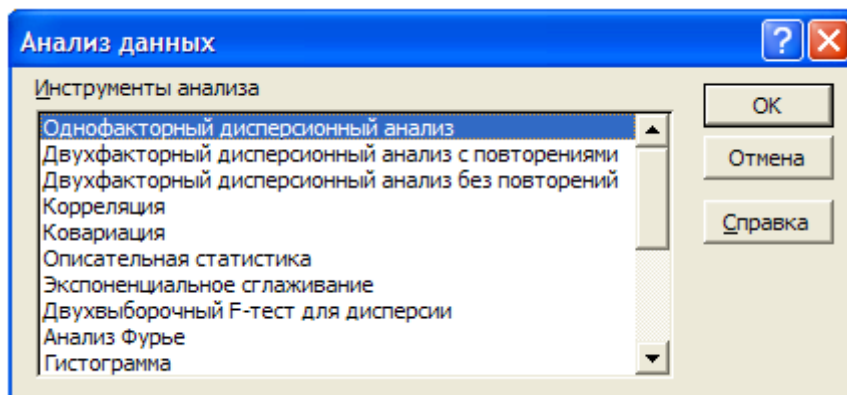 Анализ данных
Инструменты анализа
Однофакторный дисперсионный анализ
Двухфакторный дисперсионный анализ с повторениями
Двухфакторный дисперсионный анализ без повторений
Корреляция
Ковариация
Описательная статистика
Экспоненциальное сглаживание
Двухвыборочный F-тест для дисперсии
Анализ Фурье
Гистограмма
ОК
Отмена
Справка